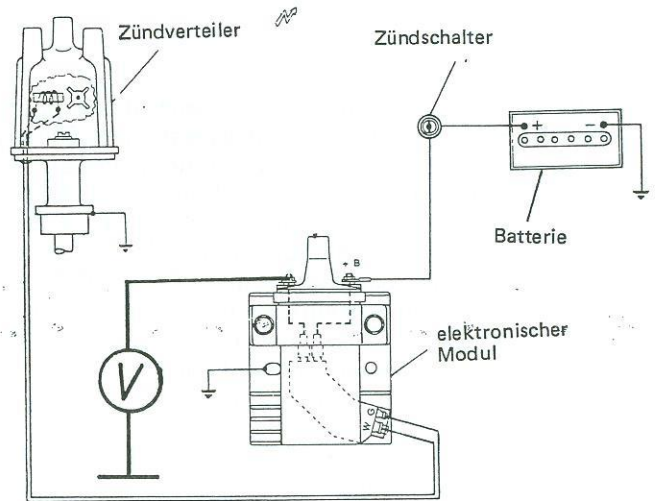 Zündverteiler
Zündschalter
+ −
Batterie
+ B
elektronischer
Modul
V
G
W